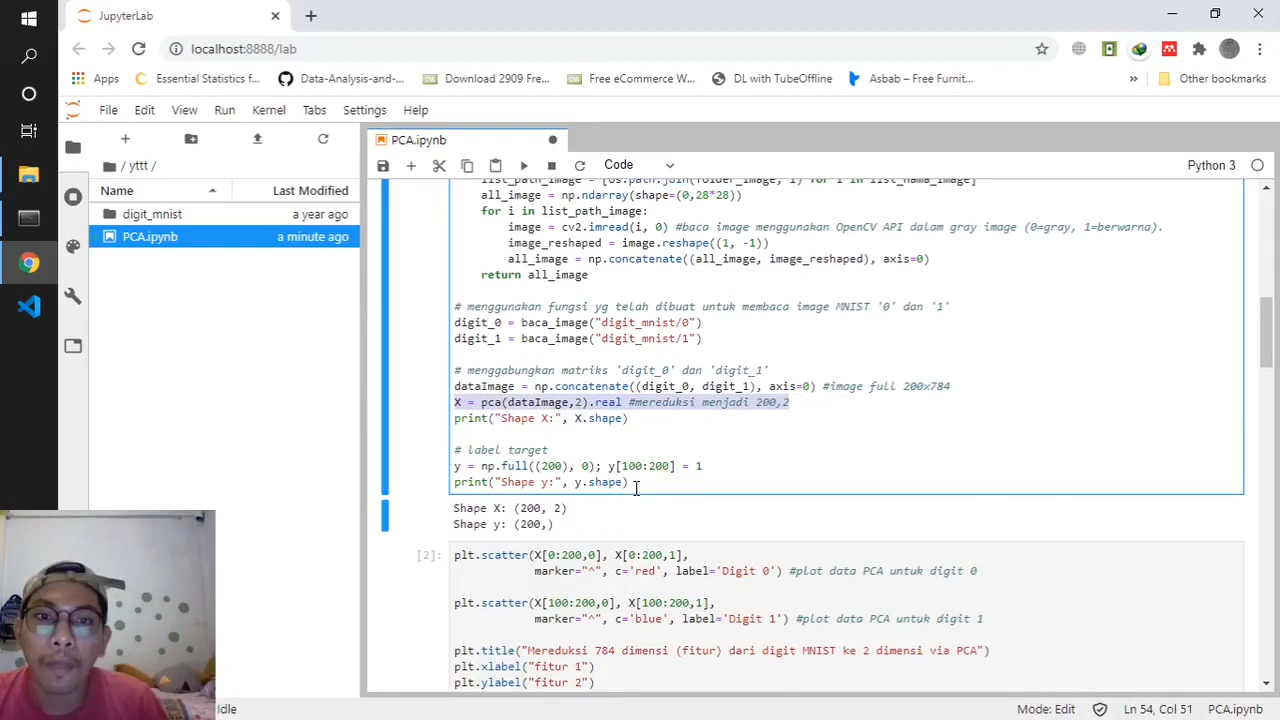 JupyterLab
localhost:8888/lab
Apps
Essential Statistics f...
Data-Analysis-and-...
Download 2909 Fre...
Free eCommerce W...
DL with TubeOffline
Asbab – Free Furnit...
»
Other bookmarks
File Edit View Run Kernel Tabs Settings Help
PCA.ipynb
/ yttt /
Code
Python 3
Name
Last Modified
digit_mnist
a year ago
PCA.ipynb
a minute ago
list_path_image = [os.path.join(folder_image, i) for i in list_nama_image]
all_image = np.ndarray(shape=(0,28*28))
for i in list_path_image:
image = cv2.imread(i, 0) #baca image menggunakan OpenCV API dalam gray image (0=gray, 1=berwarna).
image_reshaped = image.reshape((1, -1))
all_image = np.concatenate((all_image, image_reshaped), axis=0)
return all_image
# menggunakan fungsi yg telah dibuat untuk membaca image MNIST '0' dan '1'
digit_0 = baca_image("digit_mnist/0")
digit_1 = baca_image("digit_mnist/1")
# menggabungkan matriks 'digit_0' dan 'digit_1'
dataImage = np.concatenate((digit_0, digit_1), axis=0) #image full 200x784
X = pca(dataImage,2).real #mereduksi menjadi 200,2
print("Shape X:", X.shape)
# label target
y = np.full((200), 0); y[100:200] = 1
print("Shape y:", y.shape)
Shape X: (200, 2)
Shape y: (200,)
[2]:
plt.scatter(X[0:200,0], X[0:200,1],
marker="^", c='red', label='Digit 0') #plot data PCA untuk digit 0
plt.scatter(X[100:200,0], X[100:200,1],
marker="^", c='blue', label='Digit 1') #plot data PCA untuk digit 1
plt.title("Mereduksi 784 dimensi (fitur) dari digit MNIST ke 2 dimensi via PCA")
plt.xlabel("fitur 1")
plt.ylabel("fitur 2")
Idle
Mode: Edit
Ln 54, Col 51
PCA.ipynb